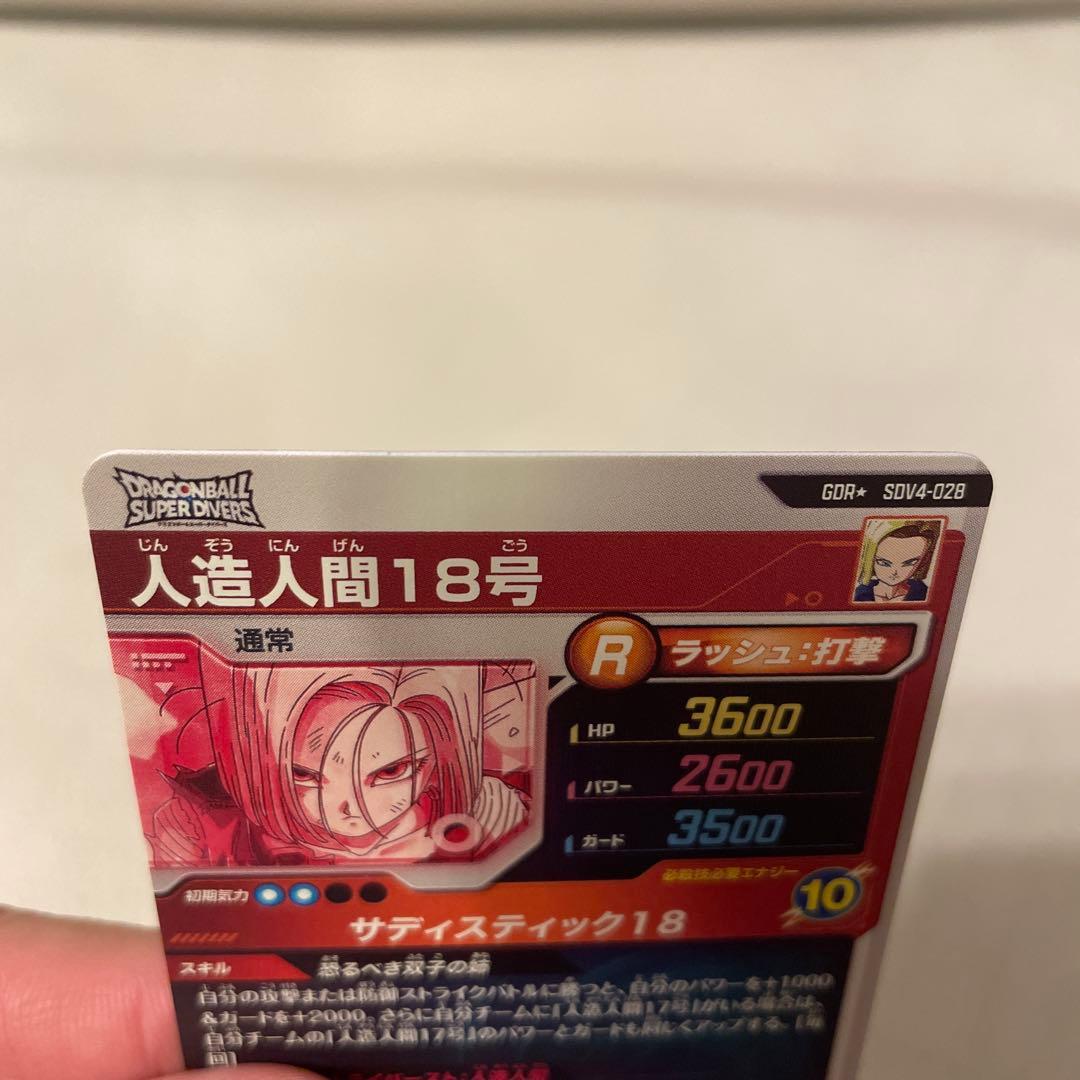 DRAGONBALL
SUPER DIVERS
GDR★ SDV4-028
じん ぞう にん げん ごう
人造人間18号
通常
R ラッシュ:打撃
HP 3600
パワー 2600
ガード 3500
必殺技必要エナジー
10
初期気力
サディスティック18
スキル 恐るべき双子の姉
自分の攻撃または防御ストライクバトルに勝つと、自分のパワーを+1000
&ガードを+2000。さらに自分チームに「人造人間17号」がいる場合は、
自分チームの「人造人間17号」のパワーとガードも同じくアップする。[毎
回]
:人造人間